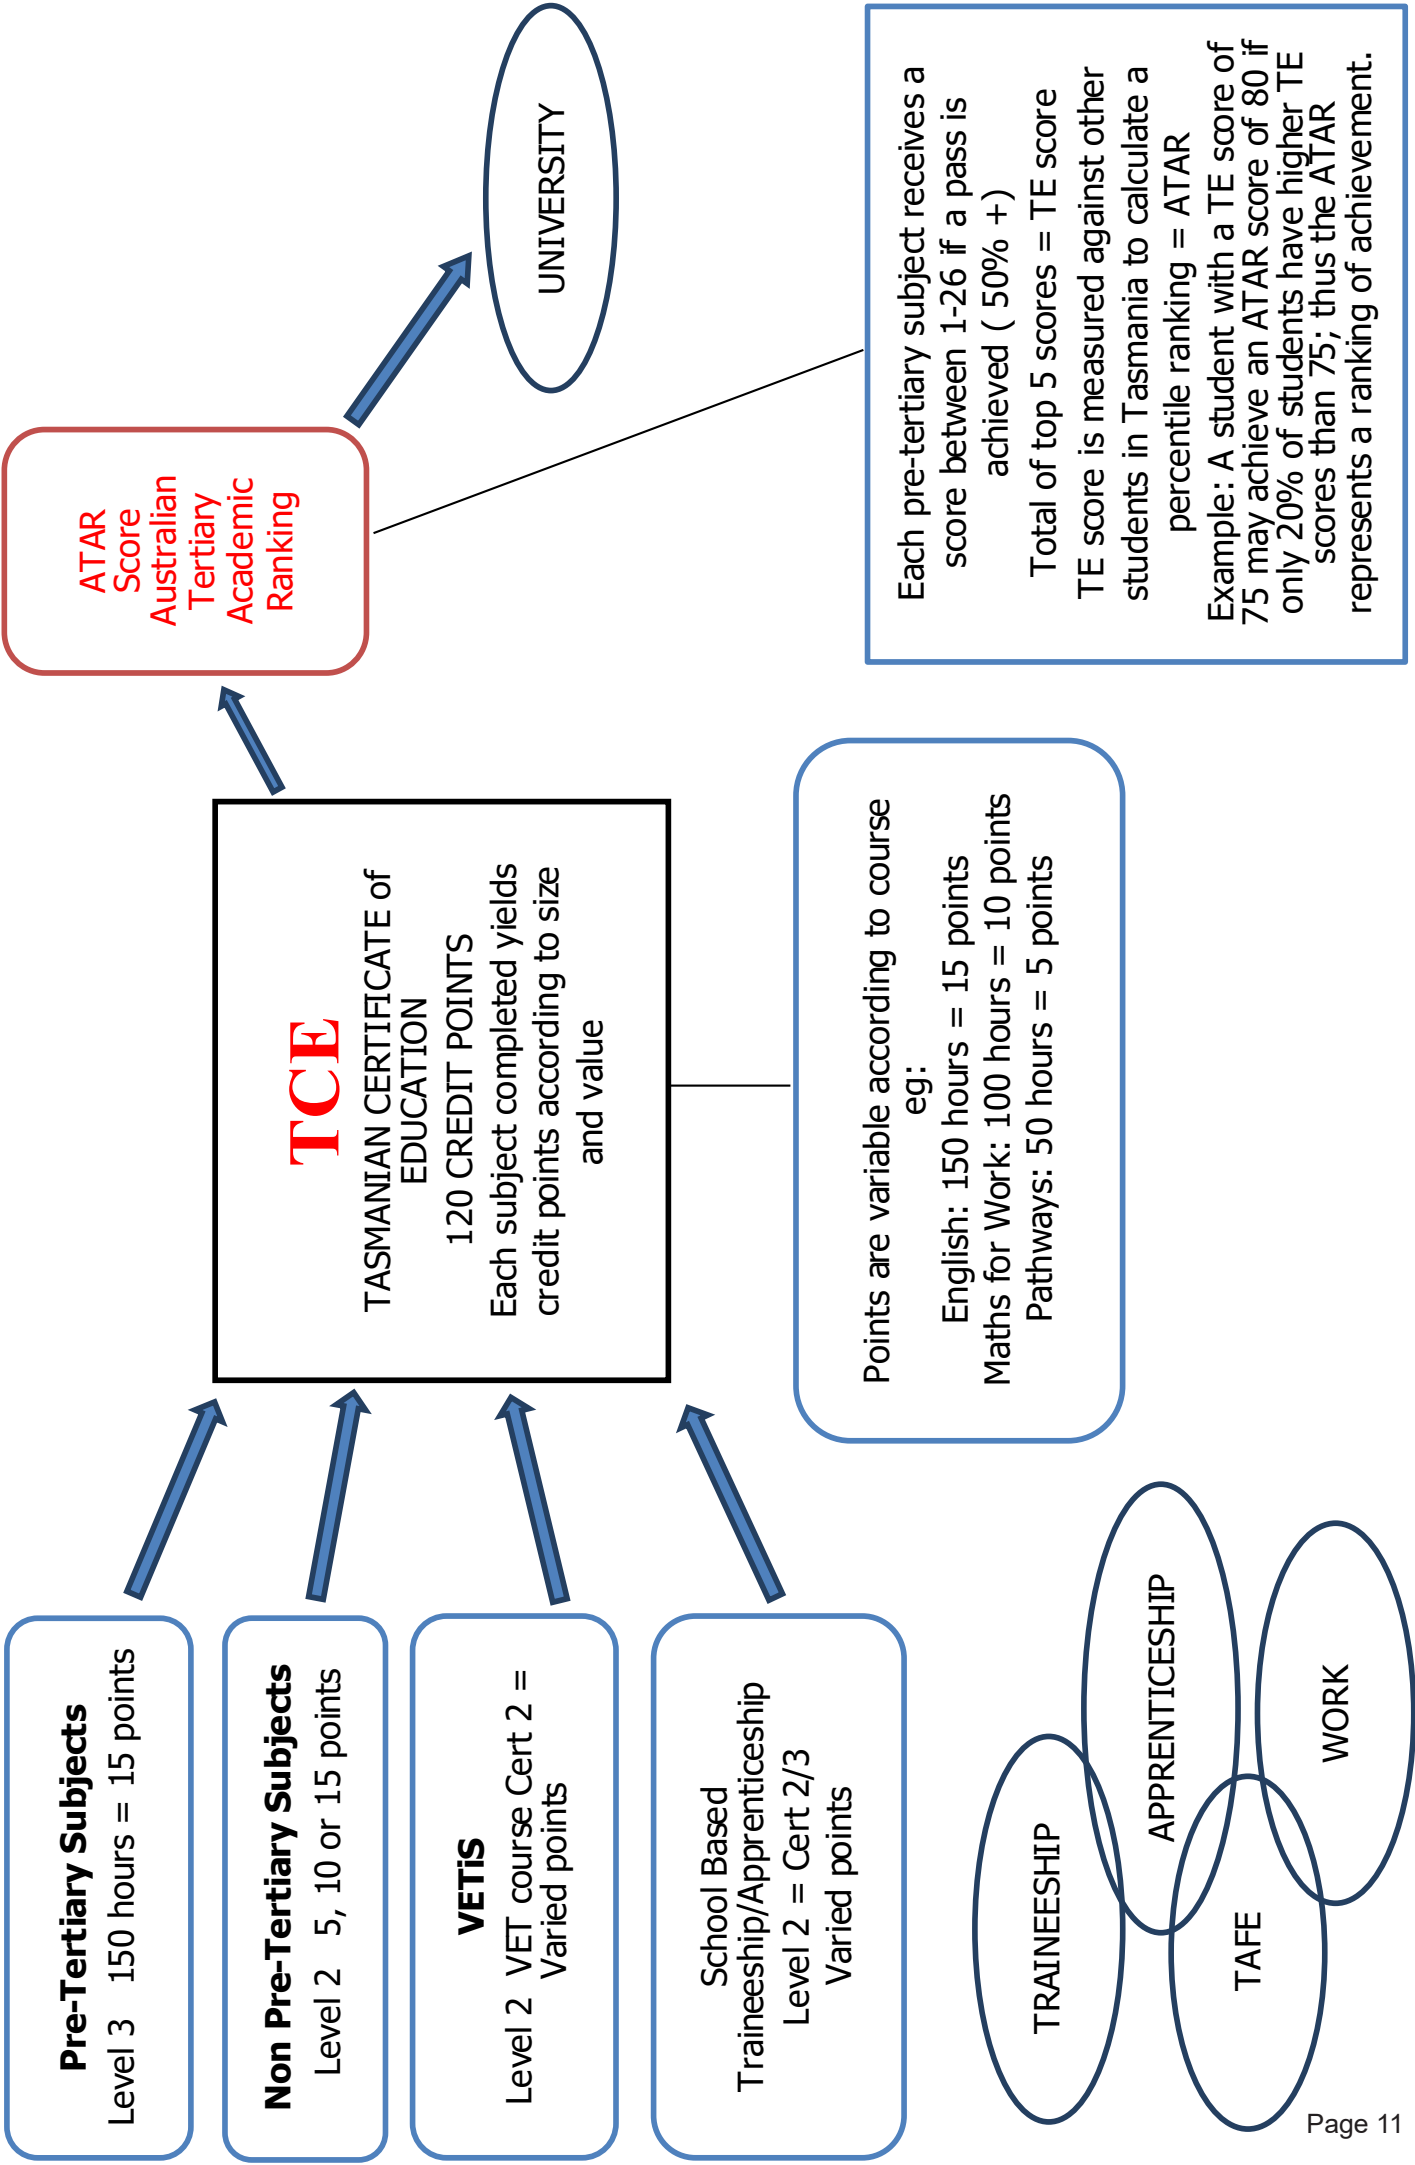 Pre-Tertiary Subjects
Level 3   150 hours = 15 points
Non Pre-Tertiary Subjects
Level 2   5, 10 or 15 points
VETiS
Level 2  VET course Cert 2 =
Varied points
School Based
Traineeship/Apprenticeship
Level 2 = Cert 2/3
Varied points
TRAINEESHIP
APPRENTICESHIP
TAFE
WORK
TCE
TASMANIAN CERTIFICATE of
EDUCATION
120 CREDIT POINTS
Each subject completed yields
credit points according to size
and value
Points are variable according to course
eg:
English: 150 hours = 15 points
Maths for Work: 100 hours = 10 points
Pathways: 50 hours = 5 points
ATAR
Score
Australian
Tertiary
Academic
Ranking
UNIVERSITY
Each pre-tertiary subject receives a
score between 1-26 if a pass is
achieved ( 50% +)
Total of top 5 scores = TE score
TE score is measured against other
students in Tasmania to calculate a
percentile ranking = ATAR
Example: A student with a TE score of
75 may achieve an ATAR score of 80 if
only 20% of students have higher TE
scores than 75; thus the ATAR
represents a ranking of achievement.
Page 11